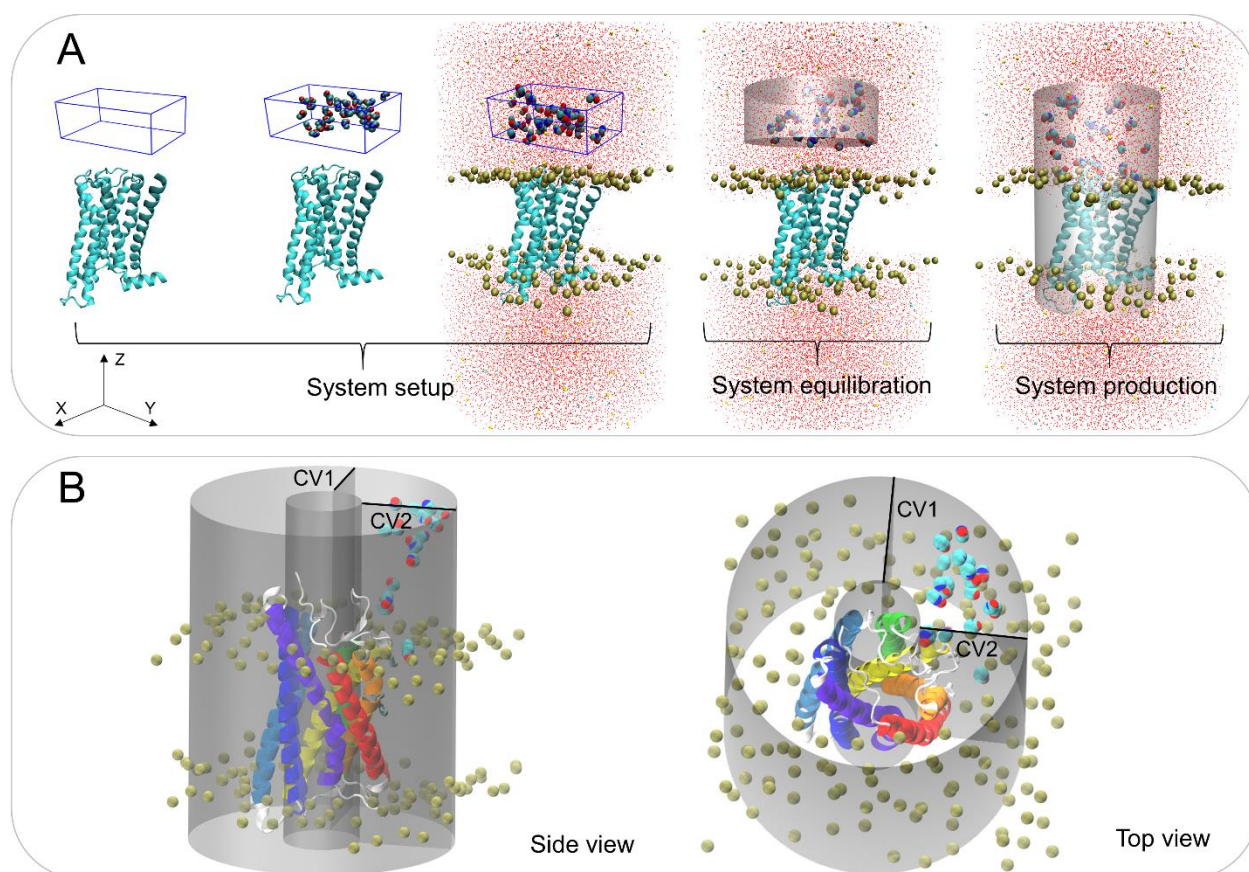 A
System setup
System equilibration
System production
Z
X
Y
B
CV1
CV2
Side view
CV1
CV2
Top view